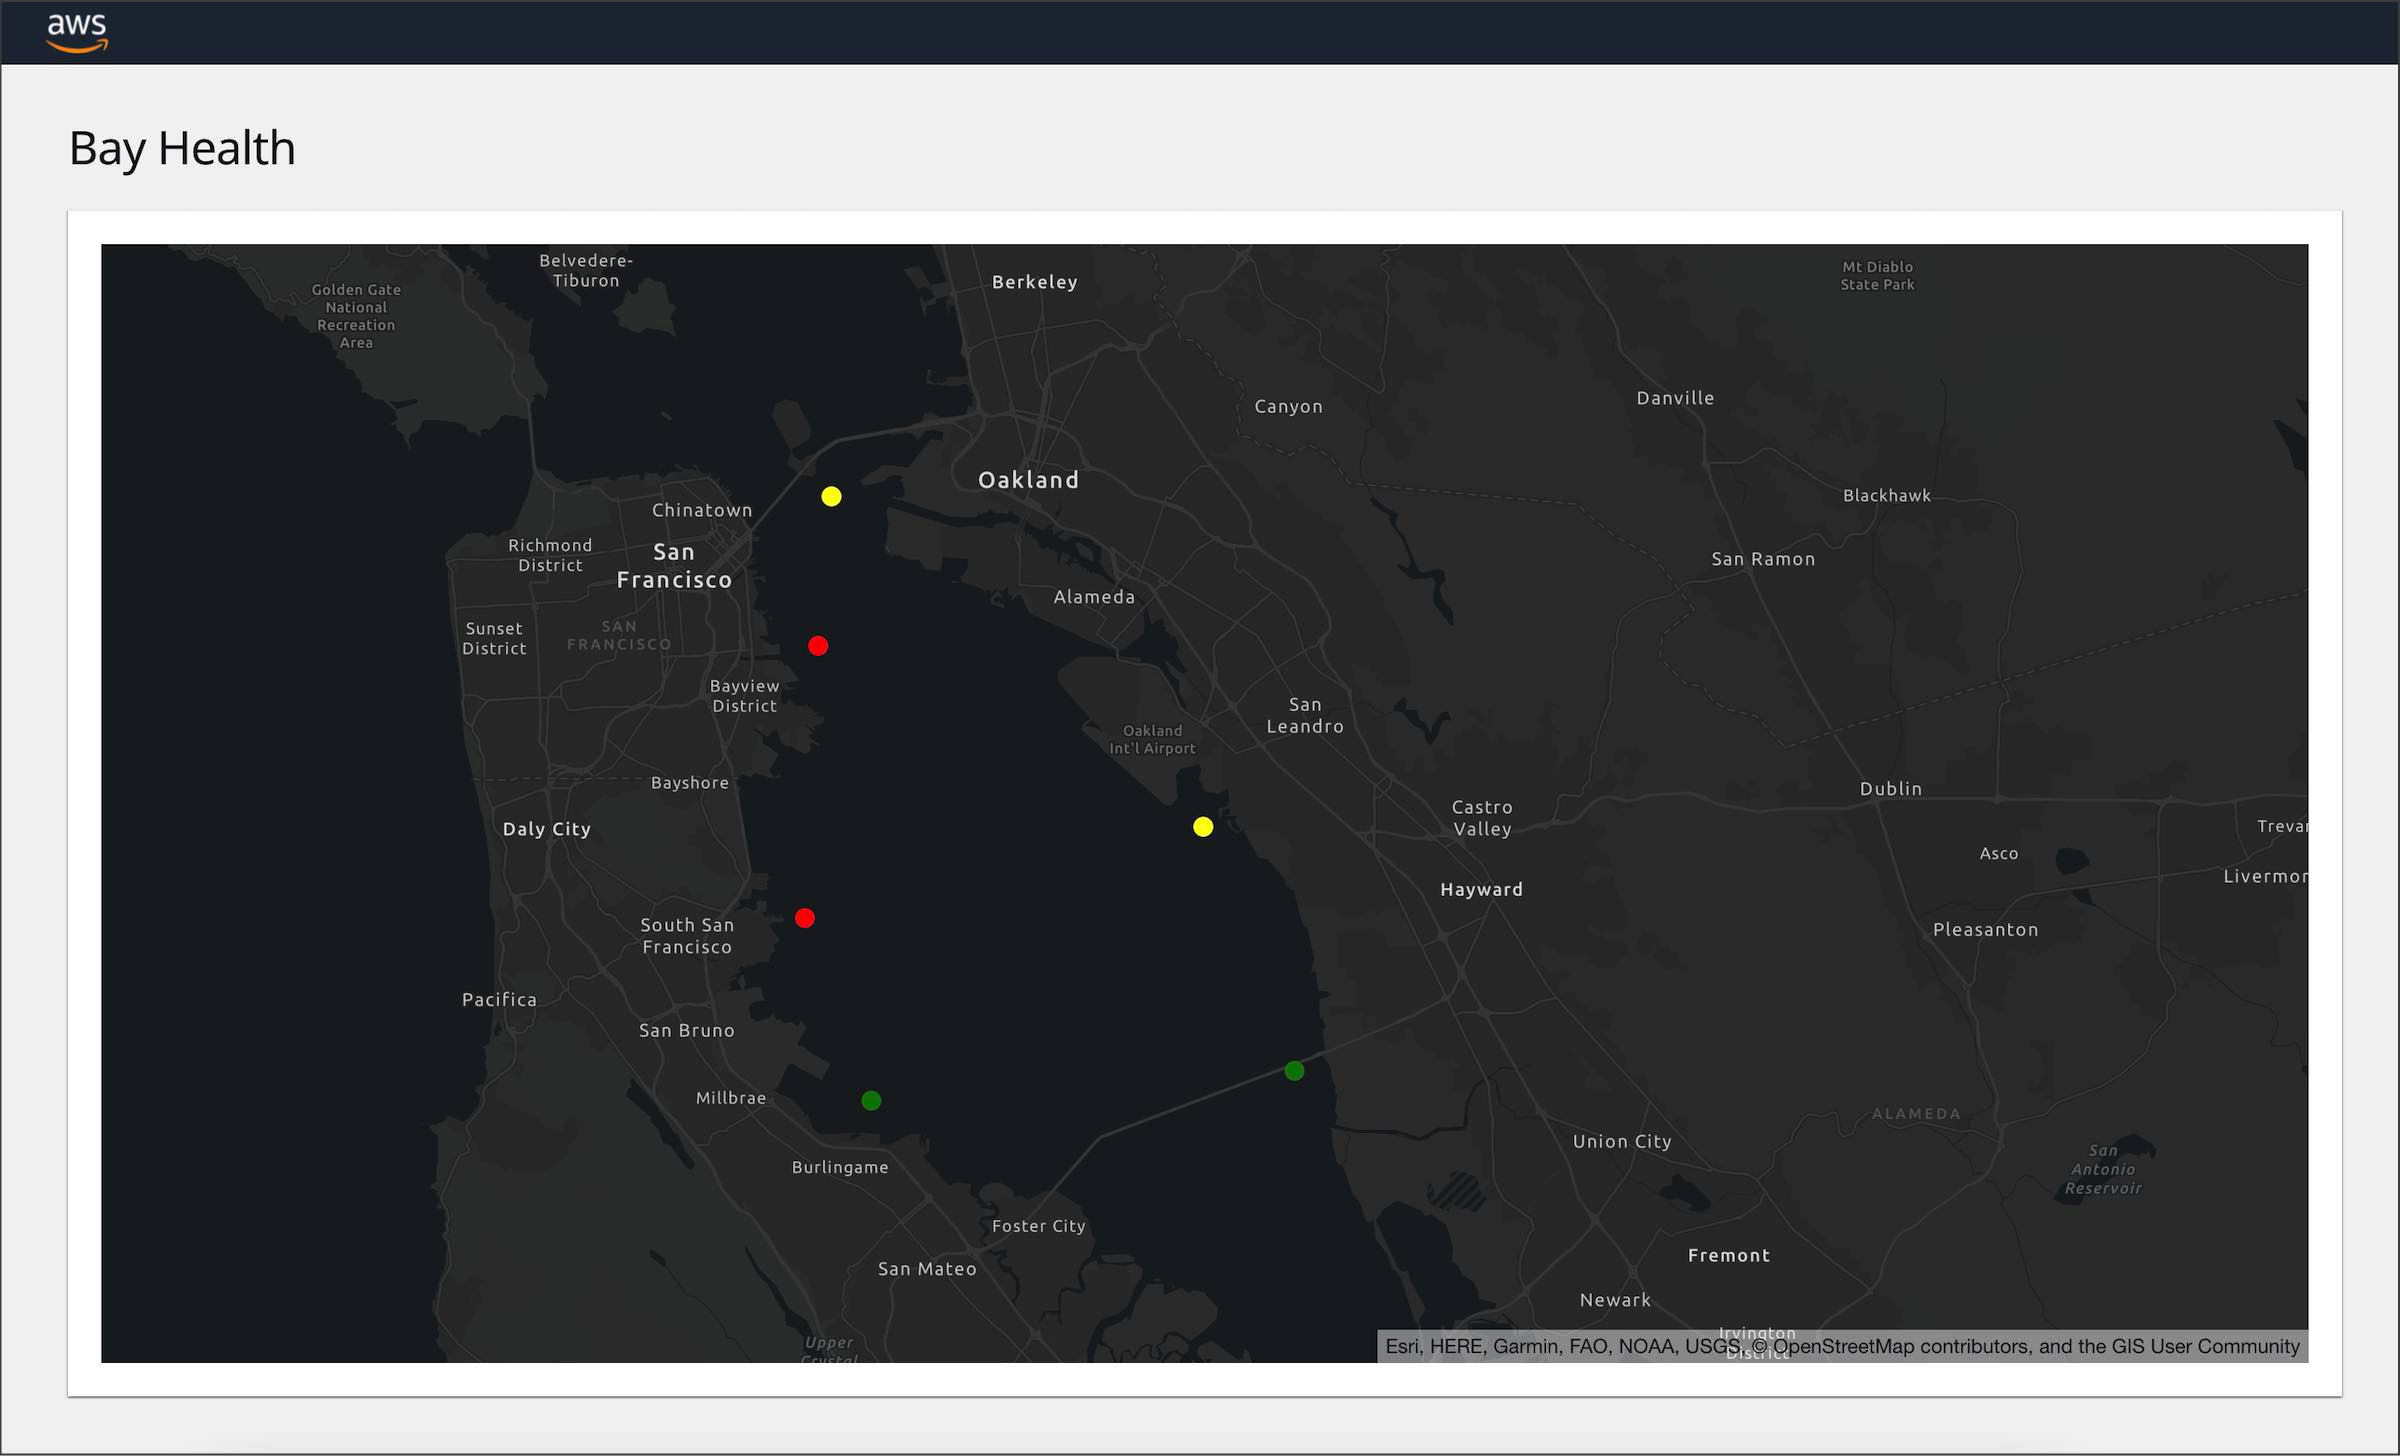 aws
Bay Health
Belvedere-
Tiburon
Golden Gate
National
Recreation
Area
Berkeley
Mt Diablo
State Park
Canyon
Danville
Oakland
Blackhawk
Chinatown
San
Francisco
Richmond
District
San Ramon
Alameda
Sunset
District
SAN
FRANCISCO
Bayview
District
San
Leandro
Oakland
Int'l Airport
Bayshore
Dublin
Castro
Valley
Daly City
Trevar
Asco
Livermor
Hayward
South San
Francisco
Pleasanton
Pacifica
San Bruno
Millbrae
ALAMEDA
Union City
San
Antonio
Reservoir
Burlingame
Foster City
Fremont
San Mateo
Newark
Upper
Crystal
Irvington
District
Esri, HERE, Garmin, FAO, NOAA, USGS, © OpenStreetMap contributors, and the GIS User Community